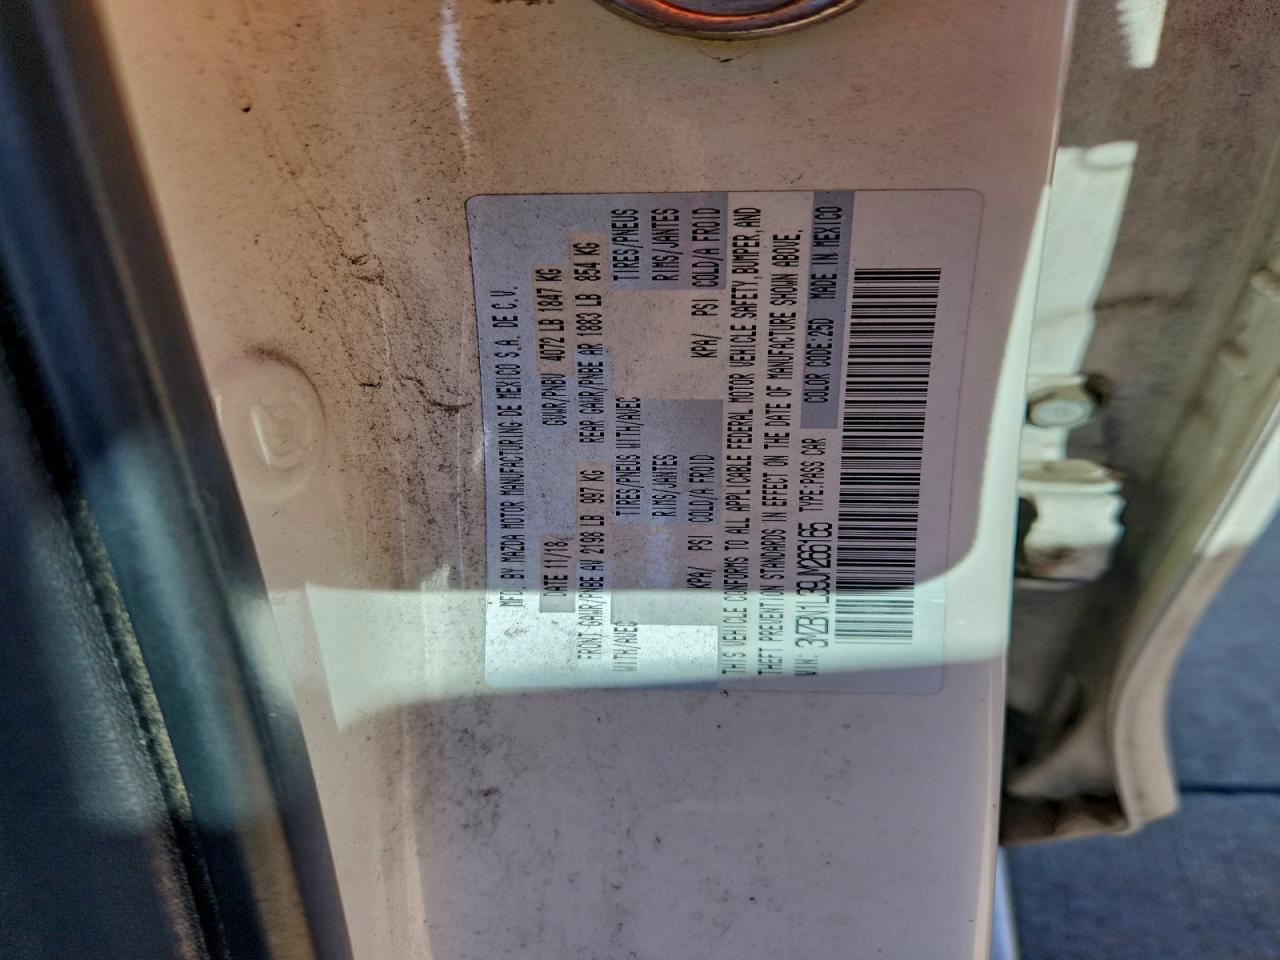 MFD. BY MAZDA MOTOR MANUFACTURING DE MEXICO S.A. DE C.V.
DATE 11/18 GVWR/PNBV 4072 LB 1847 KG
FRONT GAWR/PNBE AV 2198 LB 997 KG REAR GAWR/PNBE AR 1883 LB 854 KG
WITH/AVEC TIRES/PNEUS WITH/AVEC TIRES/PNEUS
RIMS/JANTES RIMS/JANTES
KPA/ PSI COLD/A FROID KPA/ PSI COLD/A FROID
THIS VEHICLE CONFORMS TO ALL APPLICABLE FEDERAL MOTOR VEHICLE SAFETY, BUMPER, AND
THEFT PREVENTION STANDARDS IN EFFECT ON THE DATE OF MANUFACTURE SHOWN ABOVE.
VIN: TYPE:PASS CAR COLOR CODE:25D MADE IN MEXICO